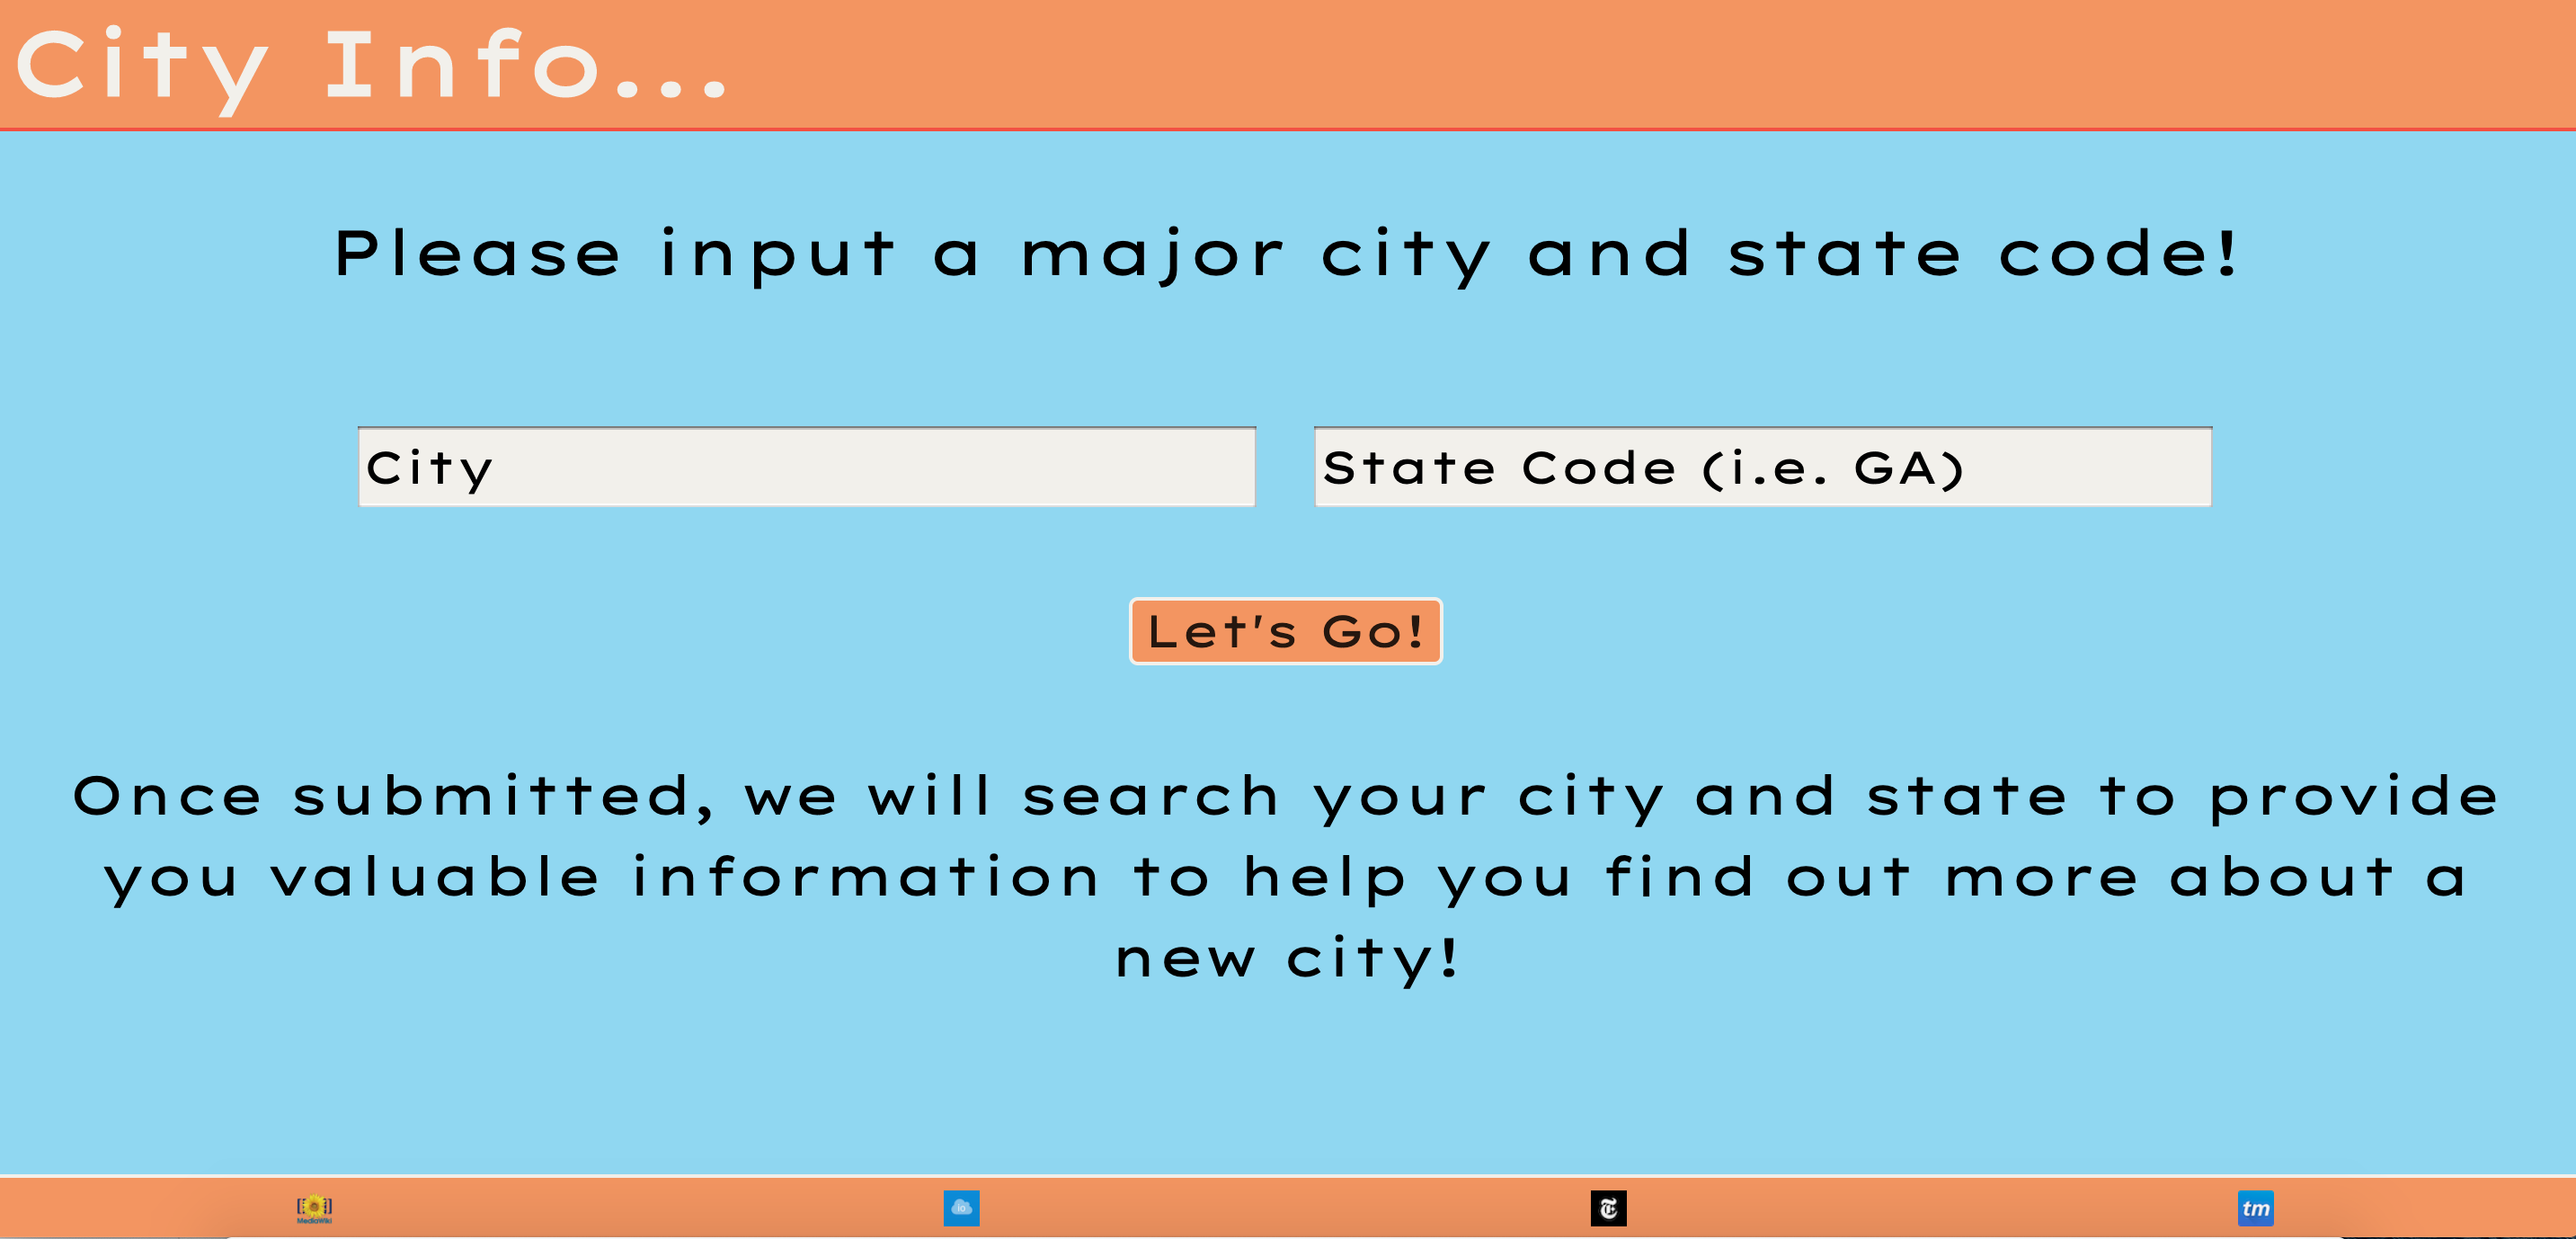 City Info...
Please input a major city and state code!
City
State Code (i.e. GA)
Let's Go!
Once submitted, we will search your city and state to provide
you valuable information to help you find out more about a
new city!
MediaWiki
io
T
tm